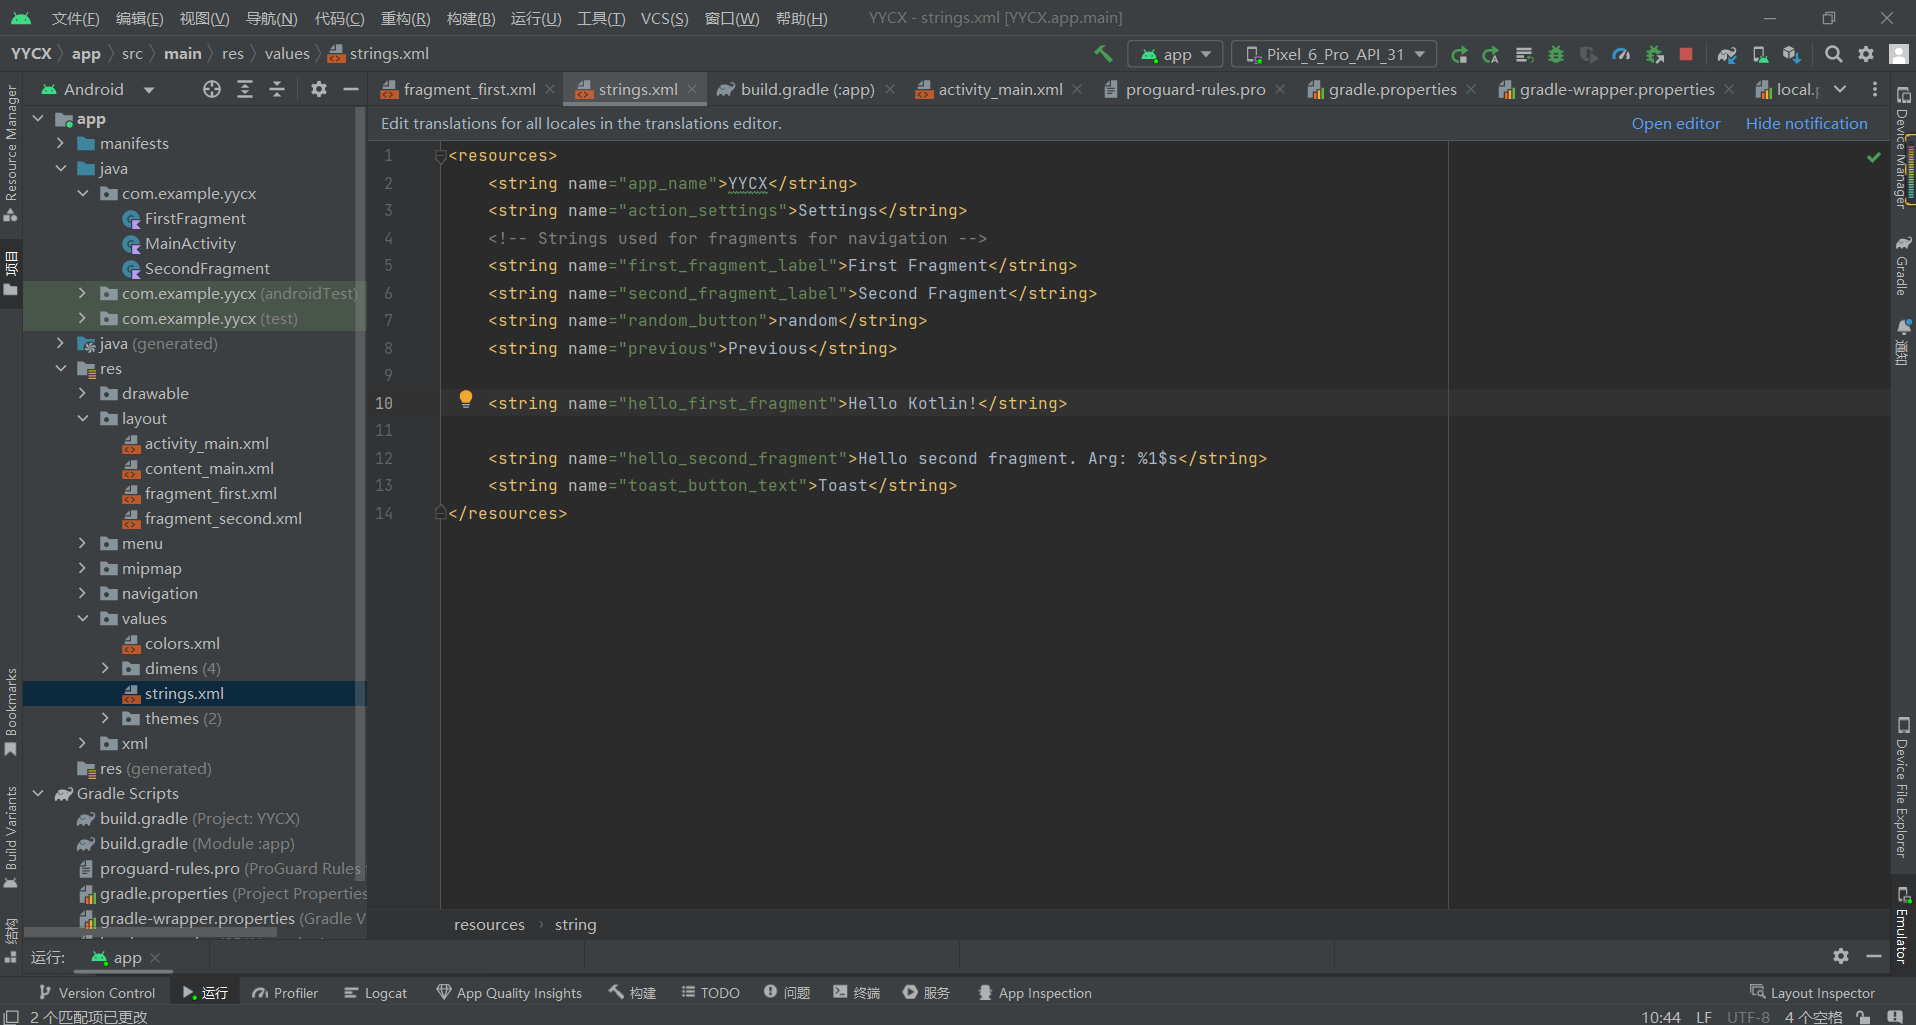 文件(F) 编辑(E) 视图(V) 导航(N) 代码(C) 重构(R) 构建(B) 运行(U) 工具(T) VCS(S) 窗口(W) 帮助(H) YYCX - strings.xml [YYCX.app.main]
YYCX app src main res values strings.xml app Pixel_6_Pro_API_31
Android fragment_first.xml strings.xml build.gradle (:app) activity_main.xml proguard-rules.pro gradle.properties gradle-wrapper.properties local.
Edit translations for all locales in the translations editor. Open editor Hide notification
Resource Manager
项目
Bookmarks
Build Variants
结构
app
manifests
java
com.example.yycx
FirstFragment
MainActivity
SecondFragment
com.example.yycx (androidTest)
com.example.yycx (test)
java (generated)
res
drawable
layout
activity_main.xml
content_main.xml
fragment_first.xml
fragment_second.xml
menu
mipmap
navigation
values
colors.xml
dimens (4)
strings.xml
themes (2)
xml
res (generated)
Gradle Scripts
build.gradle (Project: YYCX)
build.gradle (Module :app)
proguard-rules.pro (ProGuard Rules
gradle.properties (Project Properties
gradle-wrapper.properties (Gradle V
1 <resources>
2 <string name="app_name">YYCX</string>
3 <string name="action_settings">Settings</string>
4 <!-- Strings used for fragments for navigation -->
5 <string name="first_fragment_label">First Fragment</string>
6 <string name="second_fragment_label">Second Fragment</string>
7 <string name="random_button">random</string>
8 <string name="previous">Previous</string>
9
10 <string name="hello_first_fragment">Hello Kotlin!</string>
11
12 <string name="hello_second_fragment">Hello second fragment. Arg: %1$s</string>
13 <string name="toast_button_text">Toast</string>
14 </resources>
resources › string
Device Manager
Gradle
通知
Device File Explorer
Emulator
运行: app
Version Control 运行 Profiler Logcat App Quality Insights 构建 TODO 问题 终端 服务 App Inspection Layout Inspector
2 个匹配项已更改 10:44 LF UTF-8 4 个空格